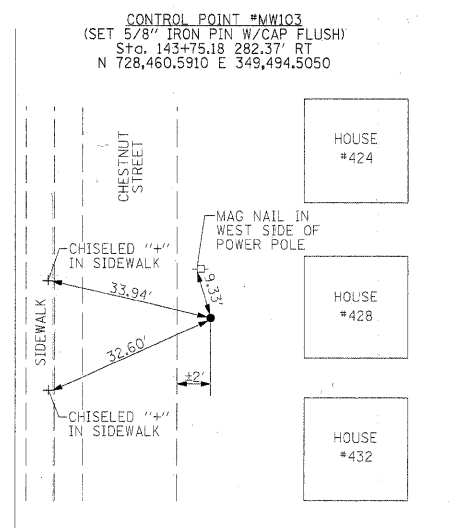 CONTROL POINT #MW103
(SET 5/8" IRON PIN W/CAP FLUSH)
Sta. 143+75.18 282.37' RT
N 728,460.5910 E 349,494.5050
CHESTNUT
STREET
HOUSE
#424
MAG NAIL IN
WEST SIDE OF
POWER POLE
CHISELED "+"
IN SIDEWALK
33.94'
9.33'
SIDEWALK
HOUSE
#428
32.60'
±2'
CHISELED "+"
IN SIDEWALK
HOUSE
#432